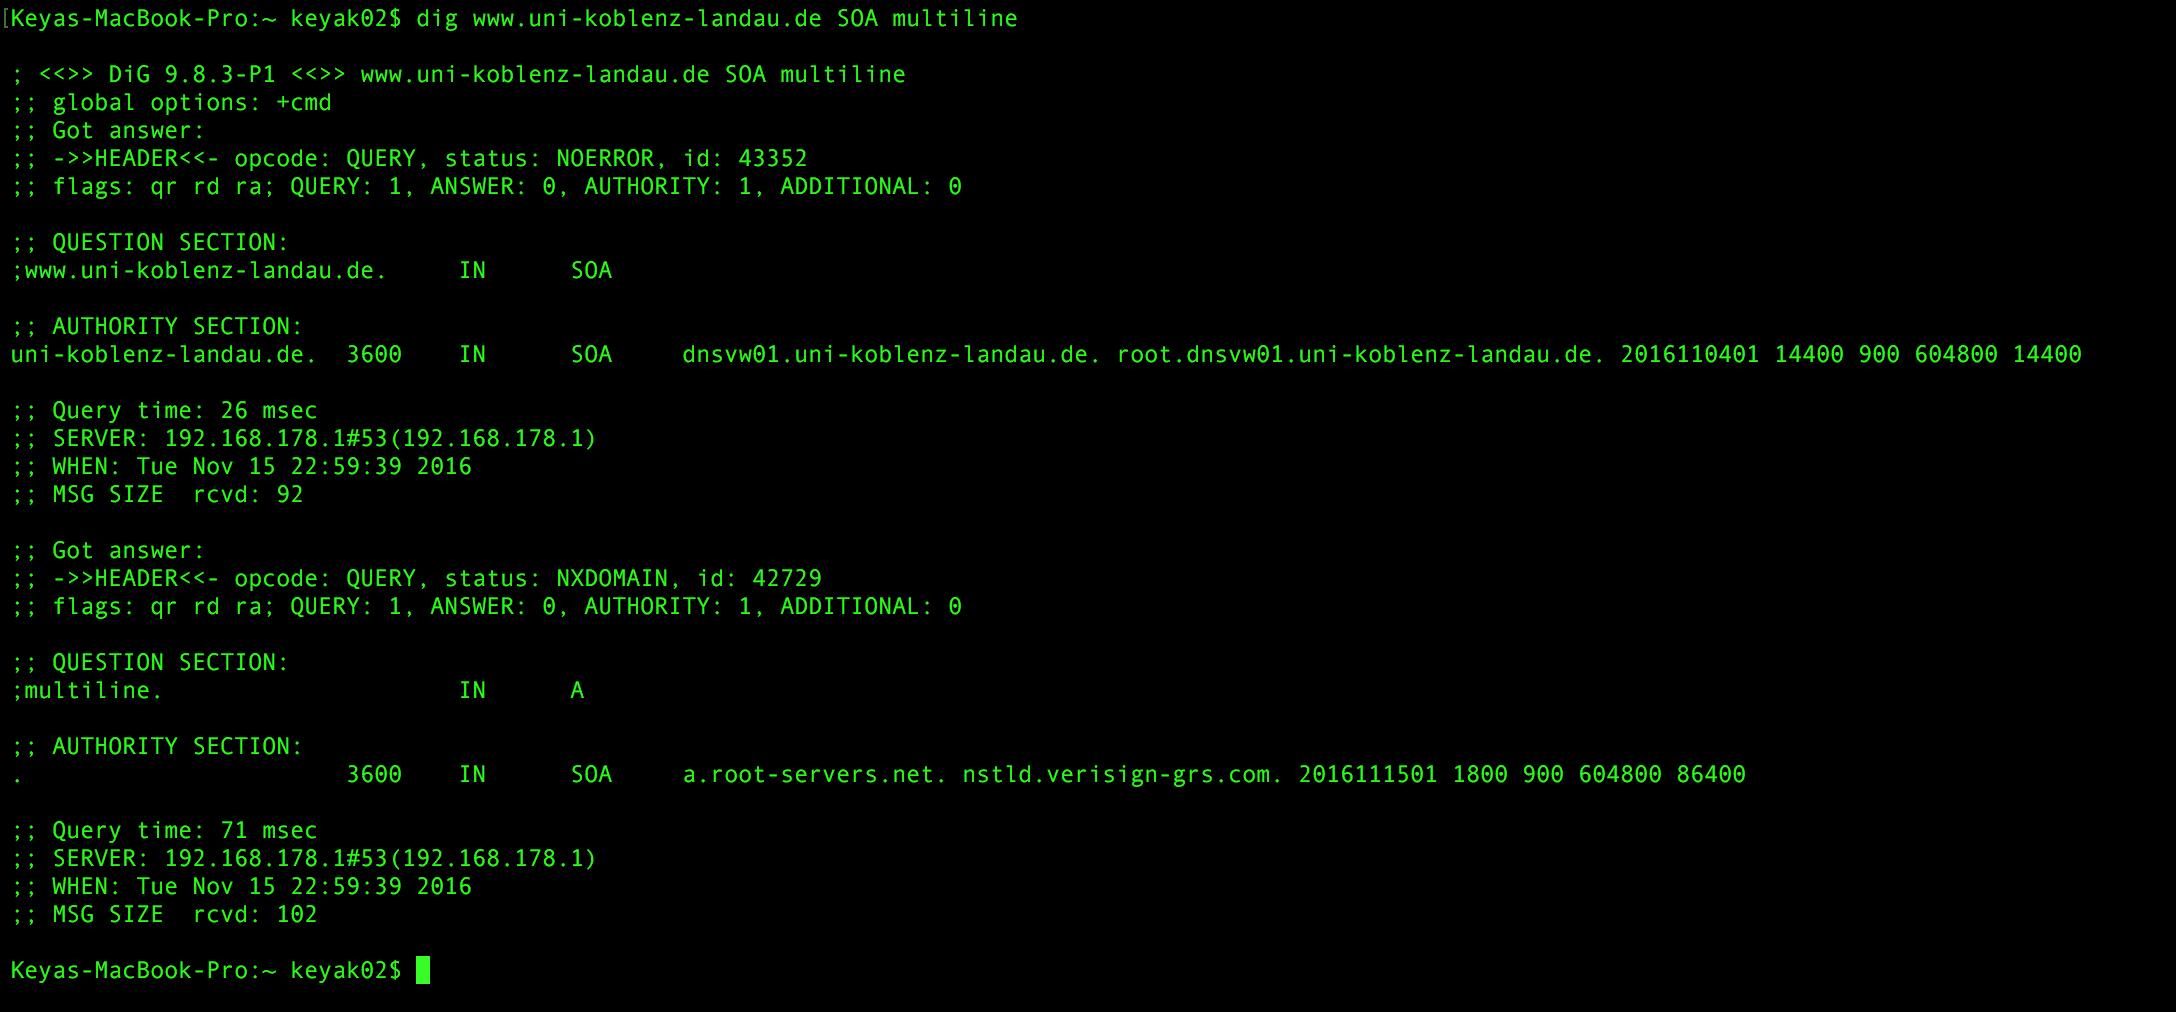 [Keyas-MacBook-Pro:~ keyak02$ dig www.uni-koblenz-landau.de SOA multiline
; <<>> DiG 9.8.3-P1 <<>> www.uni-koblenz-landau.de SOA multiline
;; global options: +cmd
;; Got answer:
;; ->>HEADER<<- opcode: QUERY, status: NOERROR, id: 43352
;; flags: qr rd ra; QUERY: 1, ANSWER: 0, AUTHORITY: 1, ADDITIONAL: 0
;; QUESTION SECTION:
;www.uni-koblenz-landau.de. IN SOA
;; AUTHORITY SECTION:
uni-koblenz-landau.de. 3600 IN SOA dnsvw01.uni-koblenz-landau.de. root.dnsvw01.uni-koblenz-landau.de. 2016110401 14400 900 604800 14400
;; Query time: 26 msec
;; SERVER: 192.168.178.1#53(192.168.178.1)
;; WHEN: Tue Nov 15 22:59:39 2016
;; MSG SIZE rcvd: 92
;; Got answer:
;; ->>HEADER<<- opcode: QUERY, status: NXDOMAIN, id: 42729
;; flags: qr rd ra; QUERY: 1, ANSWER: 0, AUTHORITY: 1, ADDITIONAL: 0
;; QUESTION SECTION:
;multiline. IN A
;; AUTHORITY SECTION:
. 3600 IN SOA a.root-servers.net. nstld.verisign-grs.com. 2016111501 1800 900 604800 86400
;; Query time: 71 msec
;; SERVER: 192.168.178.1#53(192.168.178.1)
;; WHEN: Tue Nov 15 22:59:39 2016
;; MSG SIZE rcvd: 102
Keyas-MacBook-Pro:~ keyak02$